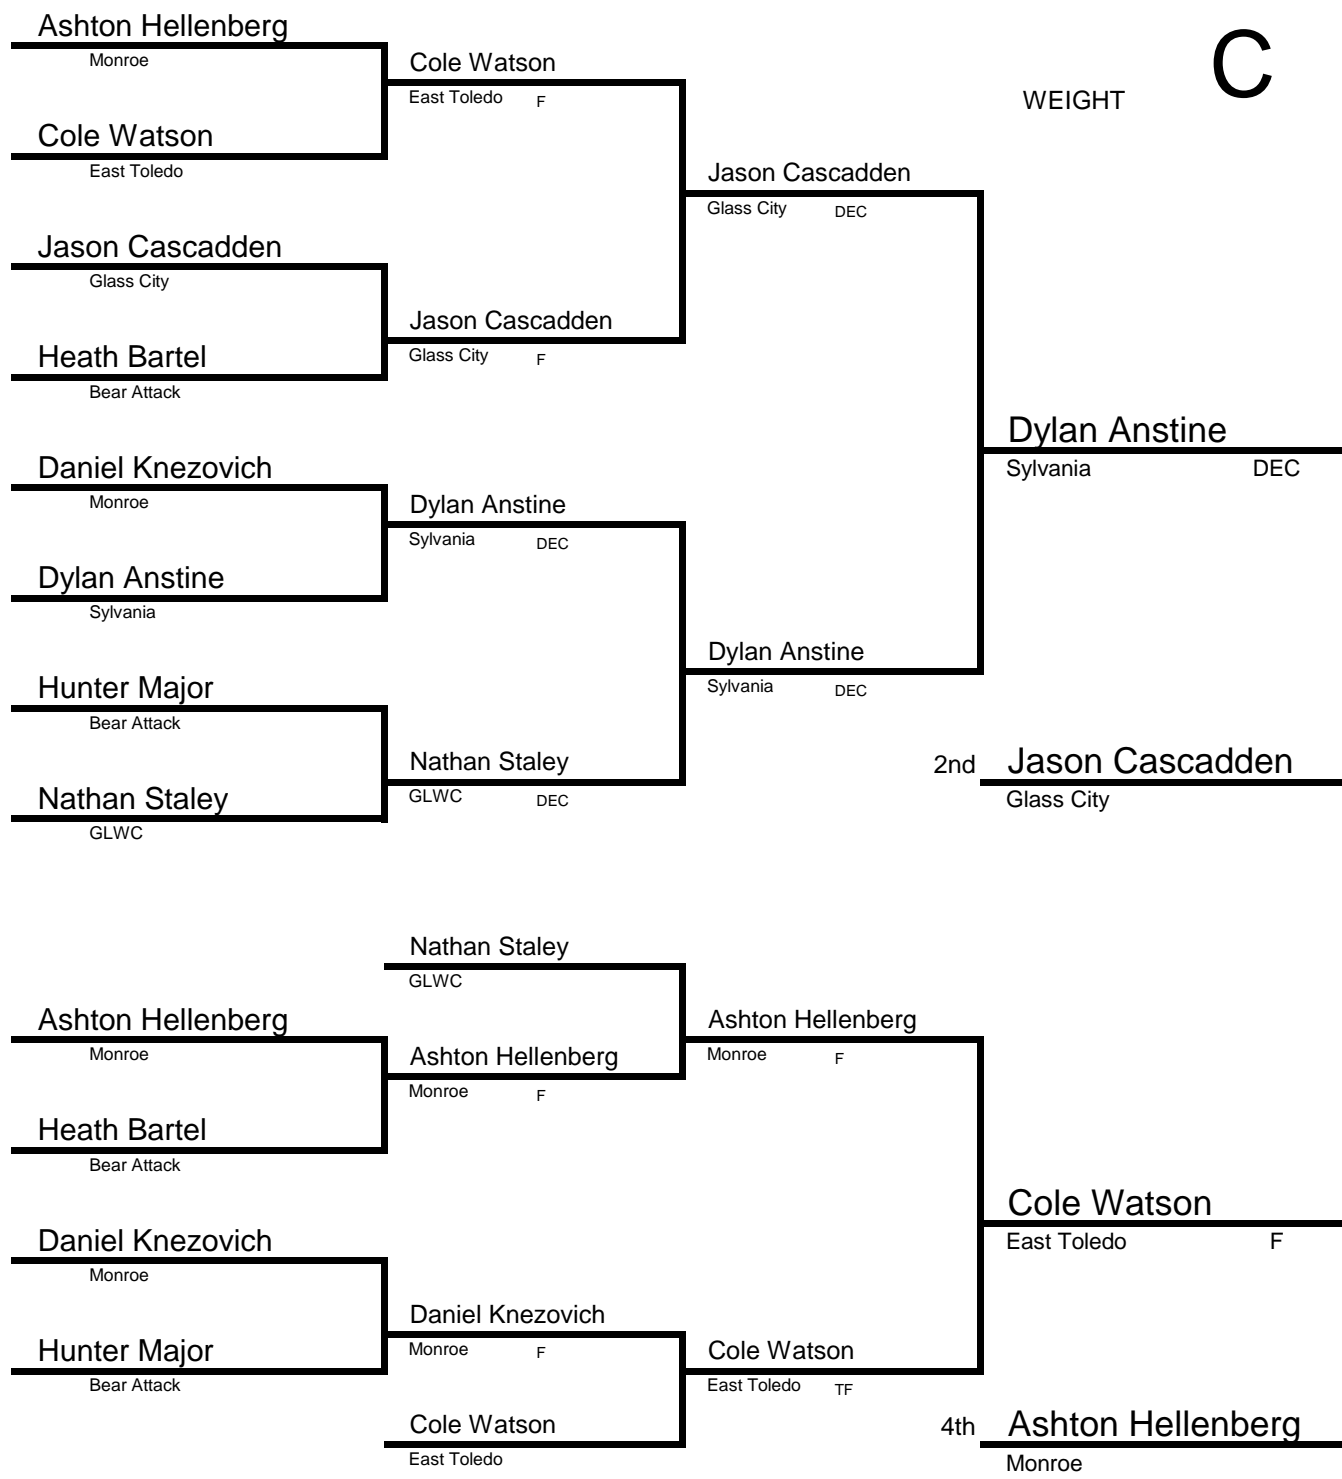 Ashton Hellenberg
Monroe
Cole Watson
East Toledo F
C
WEIGHT
Cole Watson
East Toledo
Jason Cascadden
Glass City DEC
Jason Cascadden
Glass City
Jason Cascadden
Glass City F
Heath Bartel
Bear Attack
Dylan Anstine
Sylvania DEC
Daniel Knezovich
Monroe
Dylan Anstine
Sylvania DEC
Dylan Anstine
Sylvania
Dylan Anstine
Sylvania DEC
Hunter Major
Bear Attack
Nathan Staley
GLWC DEC
2nd Jason Cascadden
Glass City
Nathan Staley
GLWC
Nathan Staley
GLWC
Ashton Hellenberg
Monroe
Ashton Hellenberg
Monroe F
Ashton Hellenberg
Monroe F
Heath Bartel
Bear Attack
Cole Watson
East Toledo F
Daniel Knezovich
Monroe
Daniel Knezovich
Monroe F
Hunter Major
Bear Attack
Cole Watson
East Toledo TF
Cole Watson
East Toledo
4th Ashton Hellenberg
Monroe